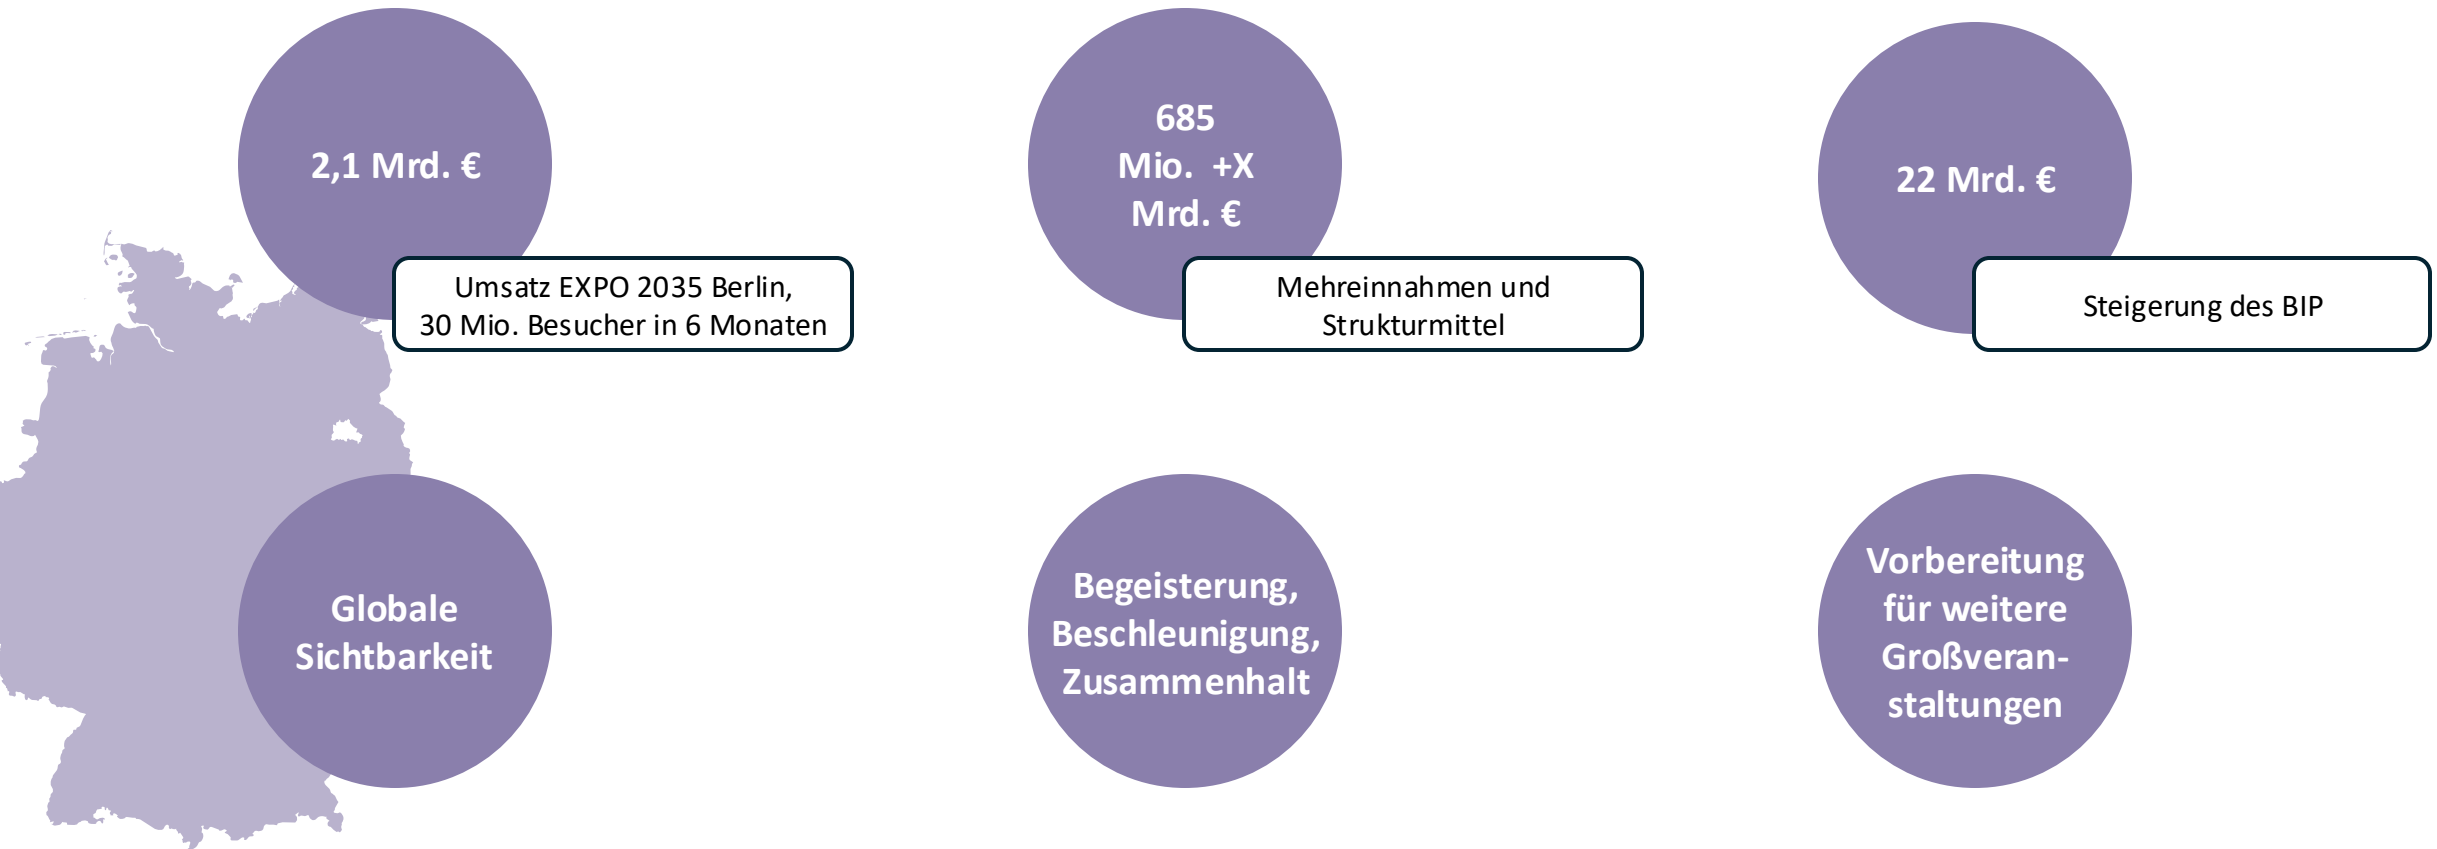 2,1 Mrd. €
Umsatz EXPO 2035 Berlin,
30 Mio. Besucher in 6 Monaten
685
Mio. +X
Mrd. €
Mehreinnahmen und
Strukturmittel
22 Mrd. €
Steigerung des BIP
Globale
Sichtbarkeit
Begeisterung,
Beschleunigung,
Zusammenhalt
Vorbereitung
für weitere
Großveran-
staltungen